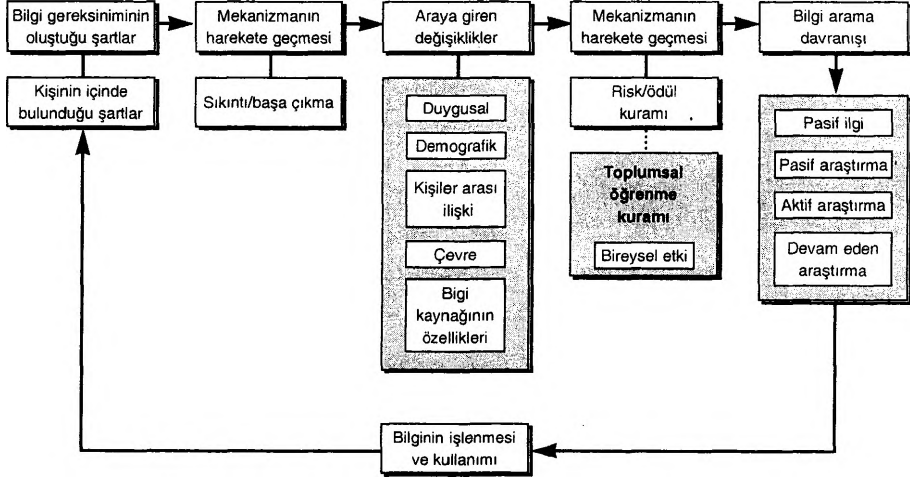 Bilgi gereksiniminin
oluştuğu şartlar
Mekanizmanın
harekete geçmesi
Araya giren
değişiklikler
Mekanizmanın
harekete geçmesi
Bilgi arama
davranışı
Kişinin içinde
bulunduğu şartlar
Sıkıntı/başa çıkma
Duygusal
Demografik
Kişiler arası
ilişki
Çevre
Bigi
kaynağının
özellikleri
Risk/ödül
kuramı
Toplumsal
öğrenme
kuramı
Bireysel etki
Pasif ilgi
Pasif araştırma
Aktif araştırma
Devam eden
araştırma
Bilginin işlenmesi
ve kullanımı